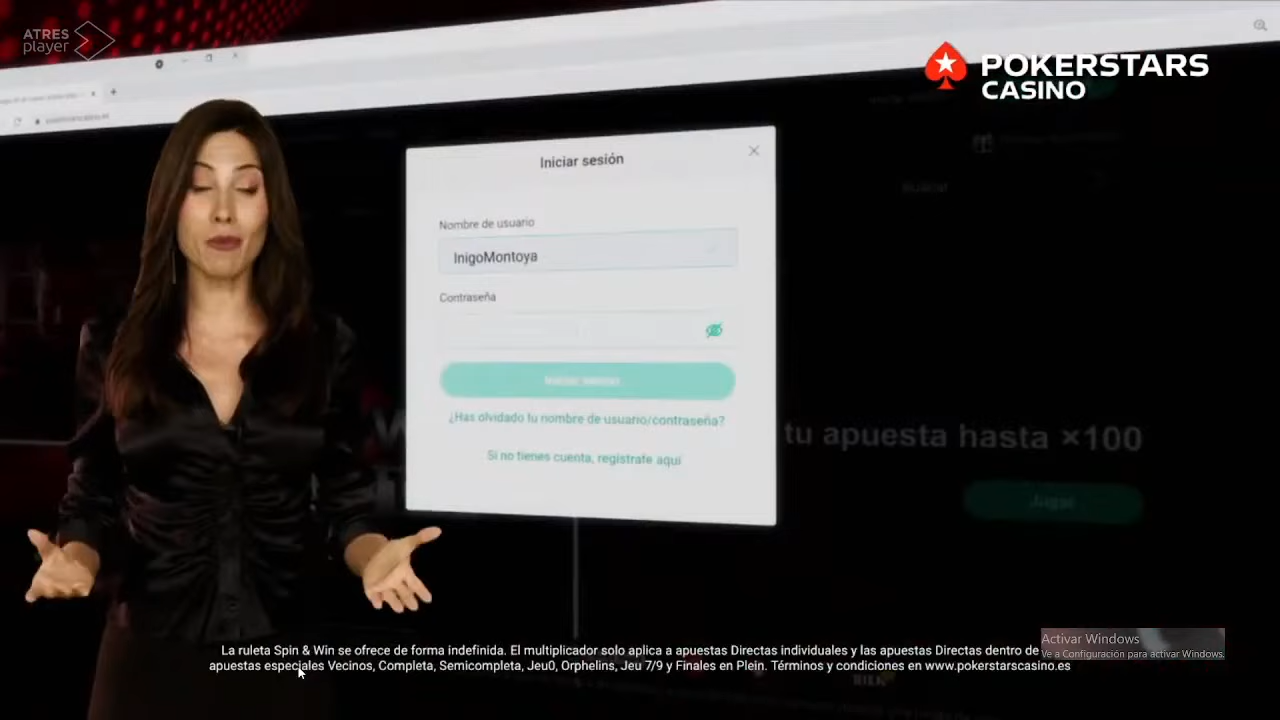 ATRES
player
POKERSTARS
CASINO
Iniciar sesión
Nombre de usuario
InigoMontoya
Contraseña
¿Has olvidado tu nombre de usuario/contraseña?
tu apuesta hasta ×100
Si no tienes cuenta, regístrate aquí
Jugar
La ruleta Spin & Win se ofrece de forma indefinida. El multiplicador solo aplica a apuestas Directas individuales y las apuestas Directas dentro de
apuestas especiales Vecinos, Completa, Semicompleta, Jeu0, Orphelins, Jeu 7/9 y Finales en Plein. Términos y condiciones en www.pokerstarscasino.es
Activar Windows
Ve a Configuración para activar Windows.